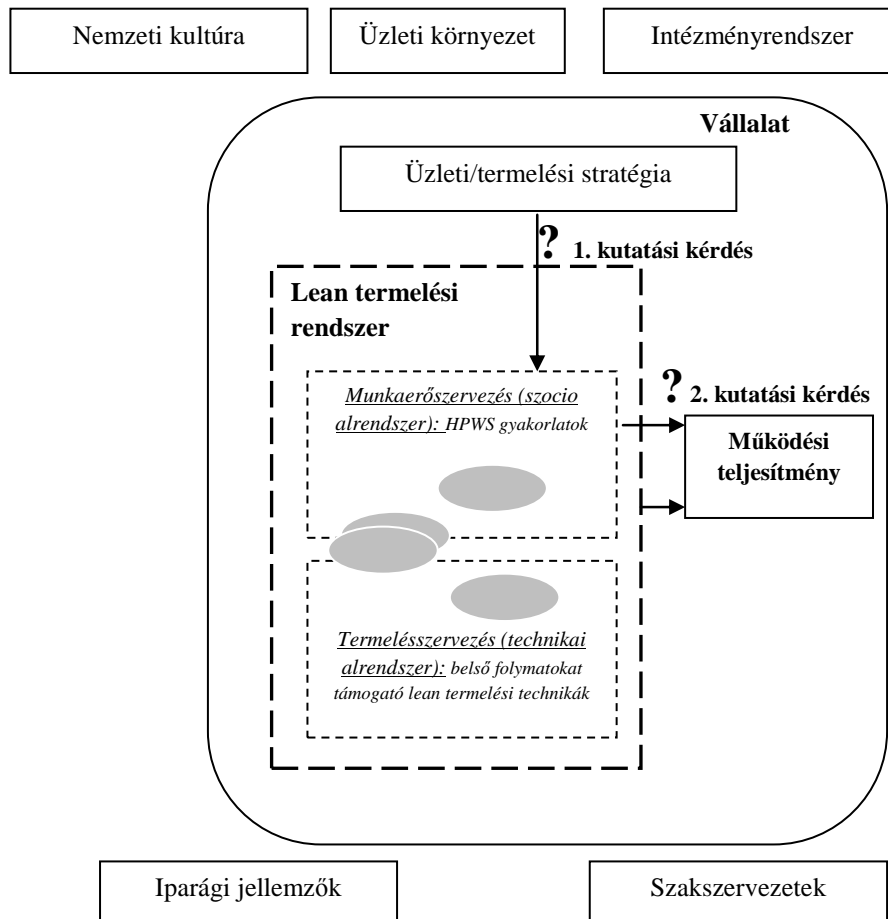 Nemzeti kultúra
Üzleti környezet
Intézményrendszer
Vállalat
Üzleti/termelési stratégia
? 1. kutatási kérdés
Lean termelési
rendszer
Munkaerőszervezés (szocio
alrendszer): HPWS gyakorlatok
? 2. kutatási kérdés
Működési
teljesítmény
Termelésszervezés (technikai
alrendszer): belső folymatokat
támogató lean termelési technikák
Iparági jellemzők
Szakszervezetek